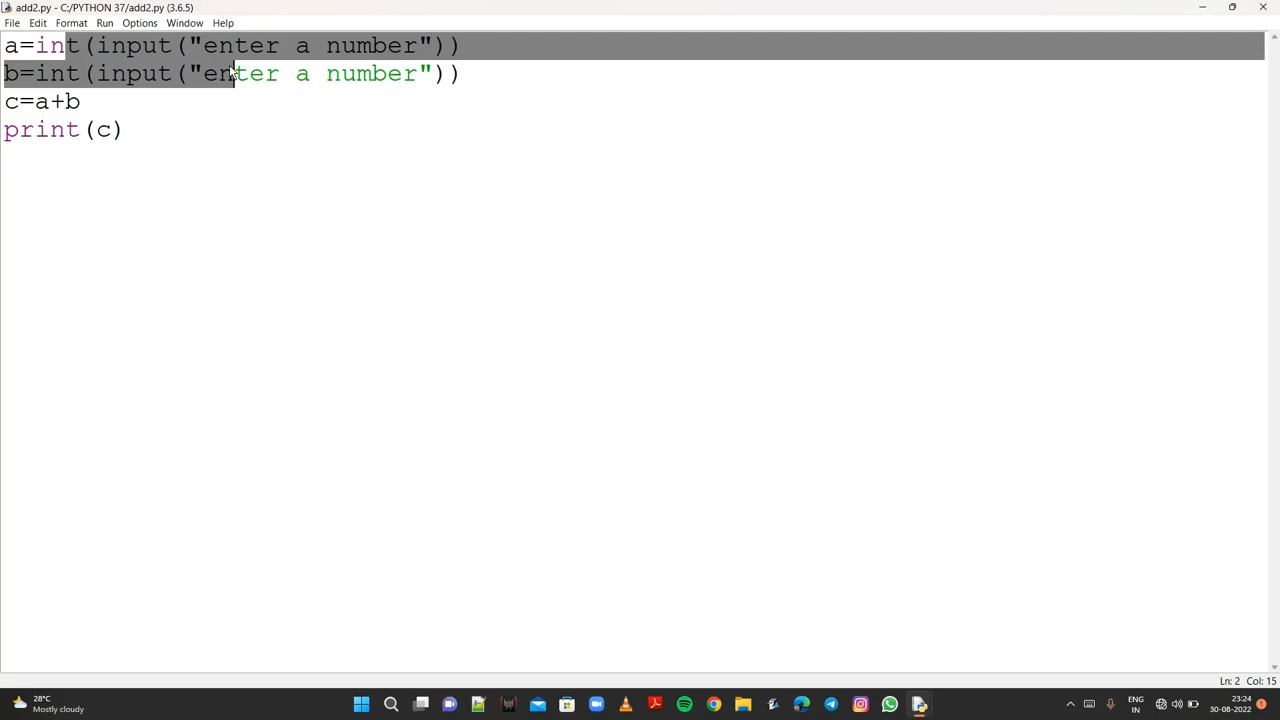 add2.py - C:/PYTHON 37/add2.py (3.6.5)
File Edit Format Run Options Window Help
a=int(input("enter a number"))
b=int(input("enter a number"))
c=a+b
print(c)
Ln: 2 Col: 15
28°C
Mostly cloudy
ENG
IN
23:24
30-08-2022